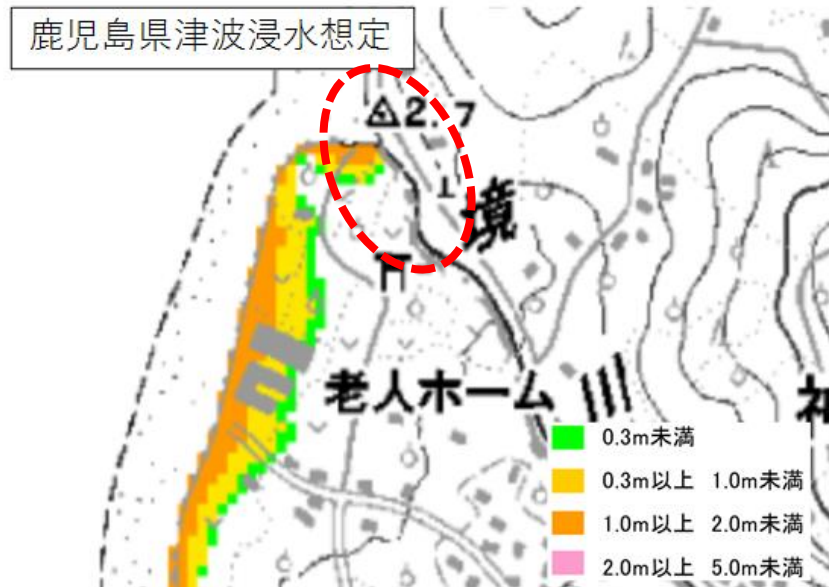 鹿児島県津波浸水想定
2.7
境
老人ホーム
川
神
0.3m未満
0.3m以上 1.0m未満
1.0m以上 2.0m未満
2.0m以上 5.0m未満